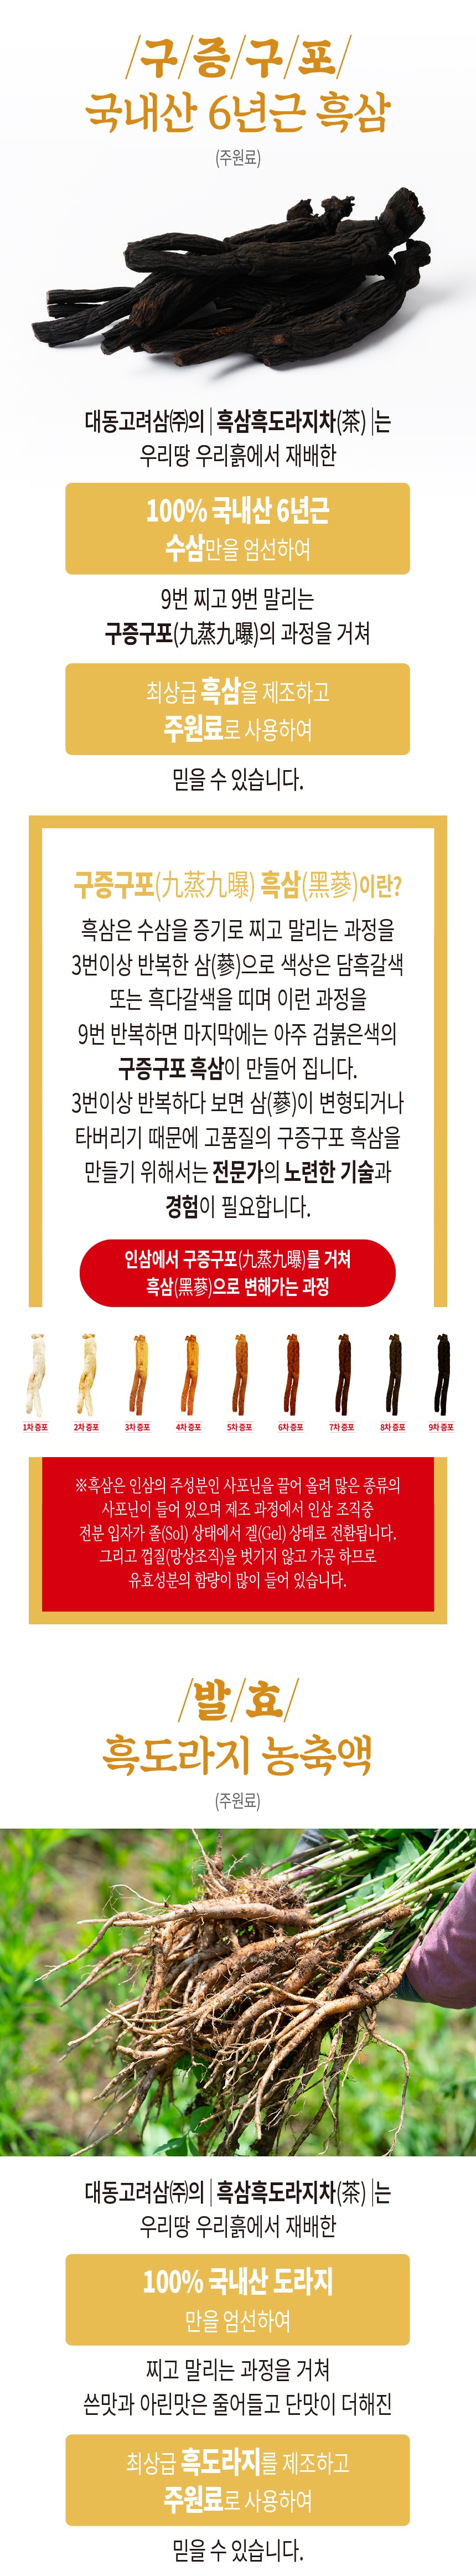 /구/증/구/포/
국내산 6년근 흑삼
(주원료)
대동고려삼㈜의 | 흑삼흑도라지차(茶) |는
우리땅 우리흙에서 재배한
100% 국내산 6년근
수삼만을 엄선하여
9번 찌고 9번 말리는
구증구포(九蒸九曝)의 과정을 거쳐
최상급 흑삼을 제조하고
주원료로 사용하여
믿을 수 있습니다.
구증구포(九蒸九曝) 흑삼(黑蔘)이란?
흑삼은 수삼을 증기로 찌고 말리는 과정을
3번이상 반복한 삼(蔘)으로 색상은 담흑갈색
또는 흑다갈색을 띠며 이런 과정을
9번 반복하면 마지막에는 아주 검붉은색의
구증구포 흑삼이 만들어 집니다.
3번이상 반복하다 보면 삼(蔘)이 변형되거나
타버리기 때문에 고품질의 구증구포 흑삼을
만들기 위해서는 전문가의 노련한 기술과
경험이 필요합니다.
인삼에서 구증구포(九蒸九曝)를 거쳐
흑삼(黑蔘)으로 변해가는 과정
1차 증포 2차 증포 3차 증포 4차 증포 5차 증포 6차 증포 7차 증포 8차 증포 9차 증포
※흑삼은 인삼의 주성분인 사포닌을 끌어 올려 많은 종류의
사포닌이 들어 있으며 제조 과정에서 인삼 조직중
전분 입자가 졸(Sol) 상태에서 겔(Gel) 상태로 전환됩니다.
그리고 껍질(망상조직)을 벗기지 않고 가공 하므로
유효성분의 함량이 많이 들어 있습니다.
/발/효/
흑도라지 농축액
(주원료)
대동고려삼㈜의 | 흑삼흑도라지차(茶) |는
우리땅 우리흙에서 재배한
100% 국내산 도라지
만을 엄선하여
찌고 말리는 과정을 거쳐
쓴맛과 아린맛은 줄어들고 단맛이 더해진
최상급 흑도라지를 제조하고
주원료로 사용하여
믿을 수 있습니다.